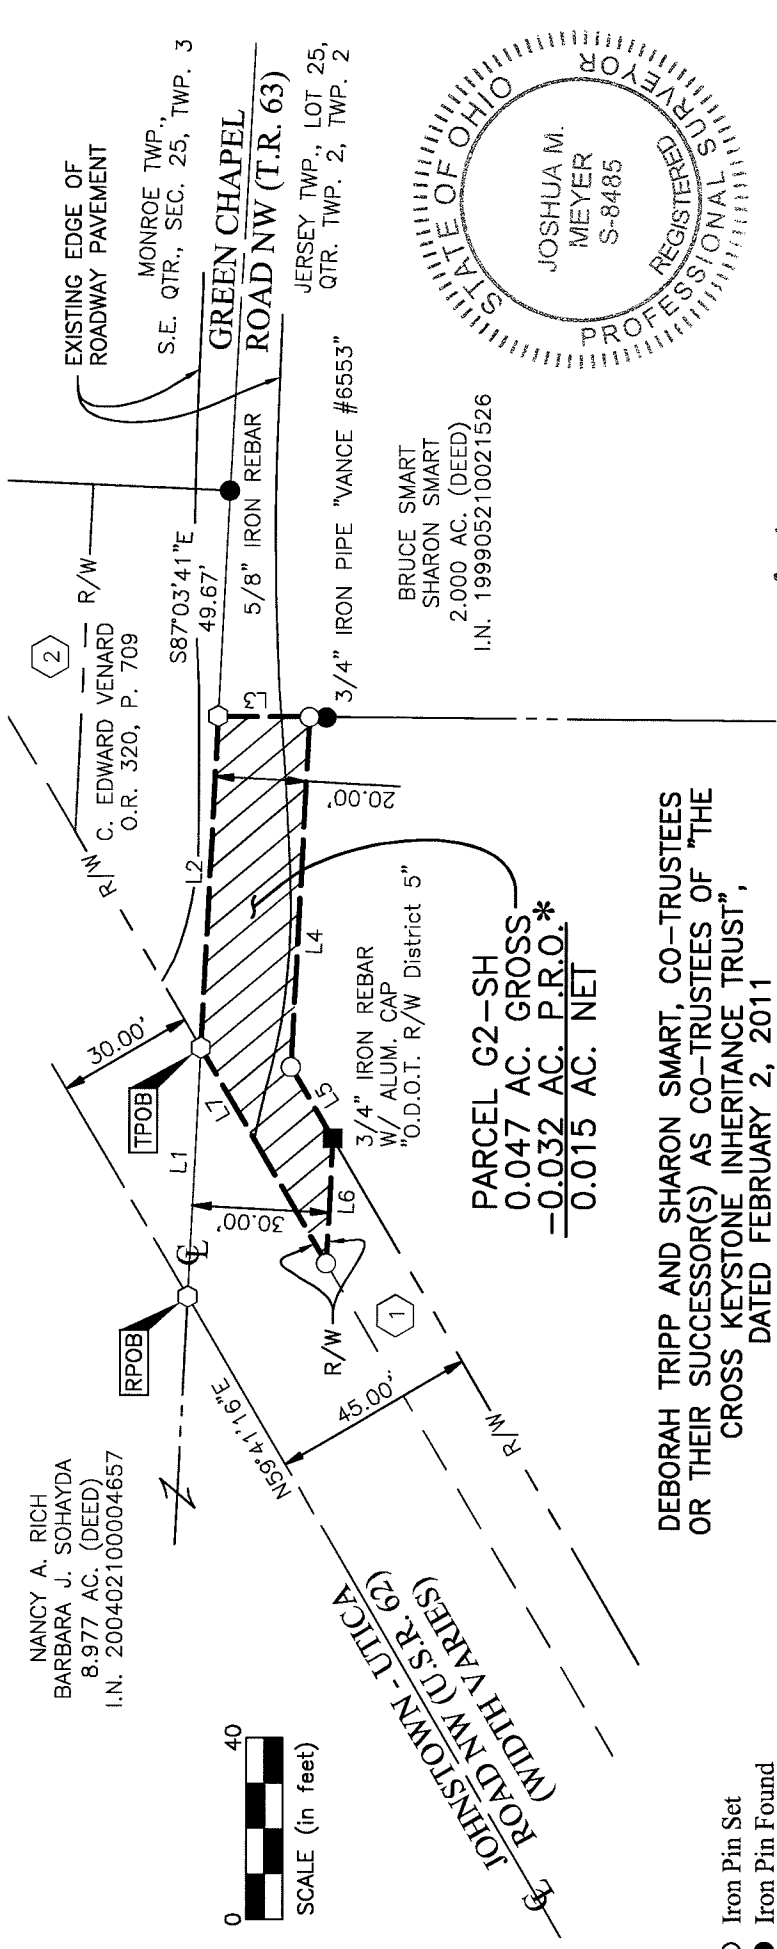 NANCY A. RICH
BARBARA J. SOHAYDA
8.977 AC. (DEED)
I.N. 200402100004657
RPOB
TPOB
30.00'
L1
CL
L7
L2
R/W
C. EDWARD VENARD
O.R. 320, P. 709
2
R/W
S87°03'41"E
49.67'
EXISTING EDGE OF
ROADWAY PAVEMENT
MONROE TWP.,
S.E. QTR., SEC. 25, TWP. 3
GREEN CHAPEL
ROAD NW (T.R. 63)
JERSEY TWP., LOT 25,
QTR. TWP. 2, TWP. 2
5/8" IRON REBAR
3/4" IRON PIPE "VANCE #6553"
L3
20.00'
L4
L5
L6
30.00'
R/W
1
N59°41'16"E
45.00'
R/W
0 40
SCALE (in feet)
JOHNSTOWN - UTICA
CL ROAD NW (U.S.R. 62)
(WIDTH VARIES)
3/4" IRON REBAR
W/ ALUM. CAP
"O.D.O.T. R/W District 5"
BRUCE SMART
SHARON SMART
2.000 AC. (DEED)
I.N. 199905210021526
STATE OF OHIO
JOSHUA M.
MEYER
S-8485
REGISTERED
PROFESSIONAL SURVEYOR
PARCEL G2-SH
0.047 AC. GROSS
-0.032 AC. P.R.O.*
0.015 AC. NET
DEBORAH TRIPP AND SHARON SMART, CO-TRUSTEES
OR THEIR SUCCESSOR(S) AS CO-TRUSTEES OF "THE
CROSS KEYSTONE INHERITANCE TRUST",
DATED FEBRUARY 2, 2011
Iron Pin Set
Iron Pin Found